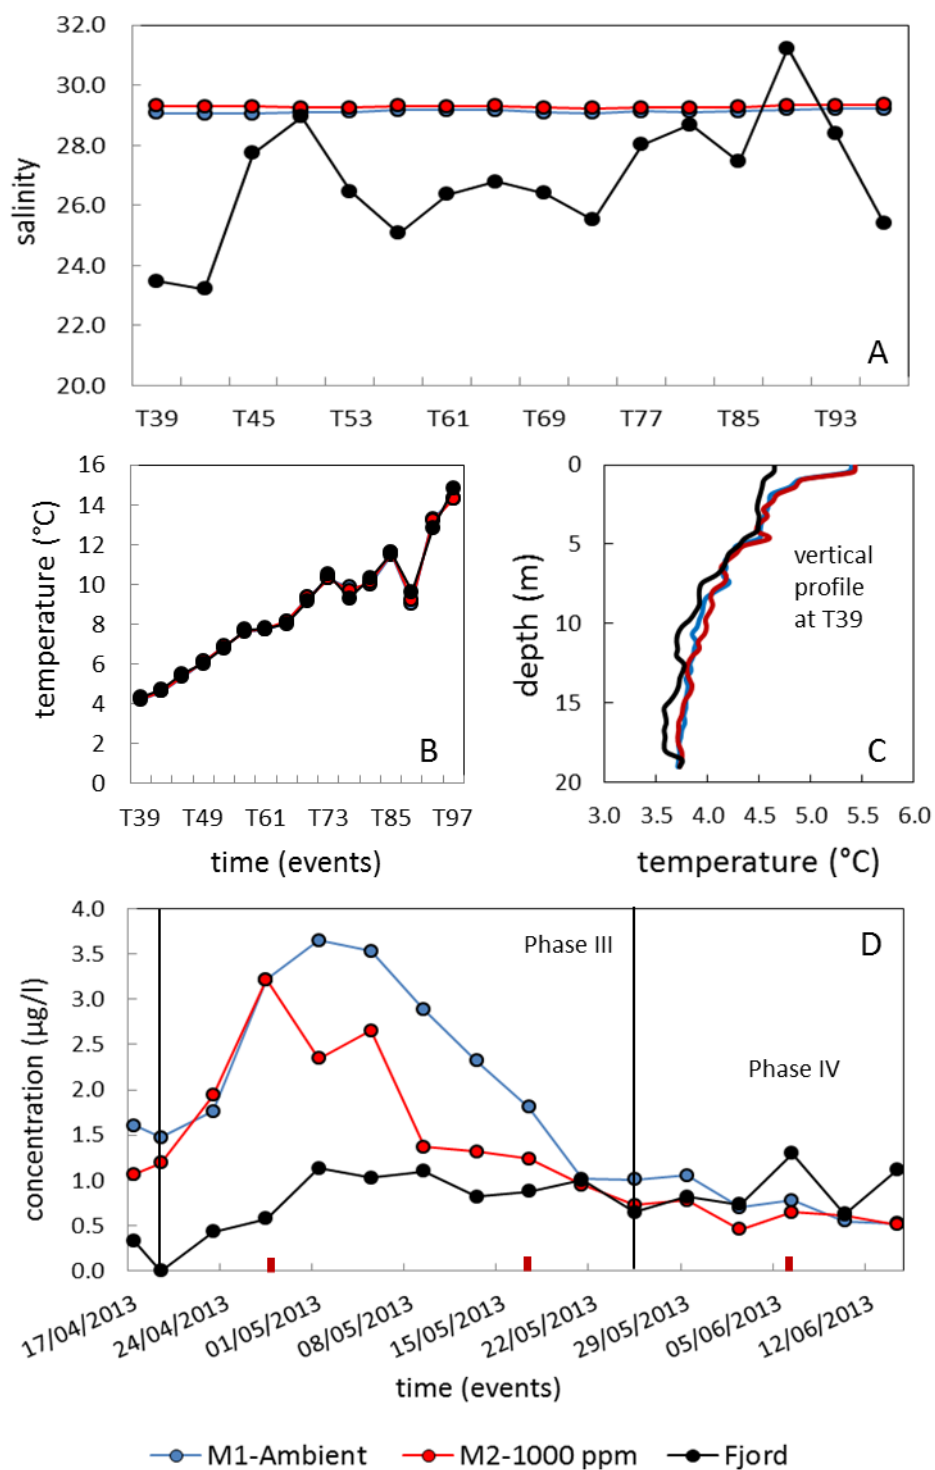 32.0
30.0
28.0
26.0
24.0
22.0
20.0
salinity
A
T39 T45 T53 T61 T69 T77 T85 T93
16
14
12
10
8
6
4
2
0
temperature (°C)
B
T39 T49 T61 T73 T85 T97
time (events)
0
5
10
15
20
depth (m)
vertical
profile
at T39
C
3.0 3.5 4.0 4.5 5.0 5.5 6.0
temperature (°C)
4.0
3.5
3.0
2.5
2.0
1.5
1.0
0.5
0.0
concentration (µg/l)
Phase III
D
Phase IV
17/04/2013 24/04/2013 01/05/2013 08/05/2013 15/05/2013 22/05/2013 29/05/2013 05/06/2013 12/06/2013
time (events)
M1-Ambient M2-1000 ppm Fjord